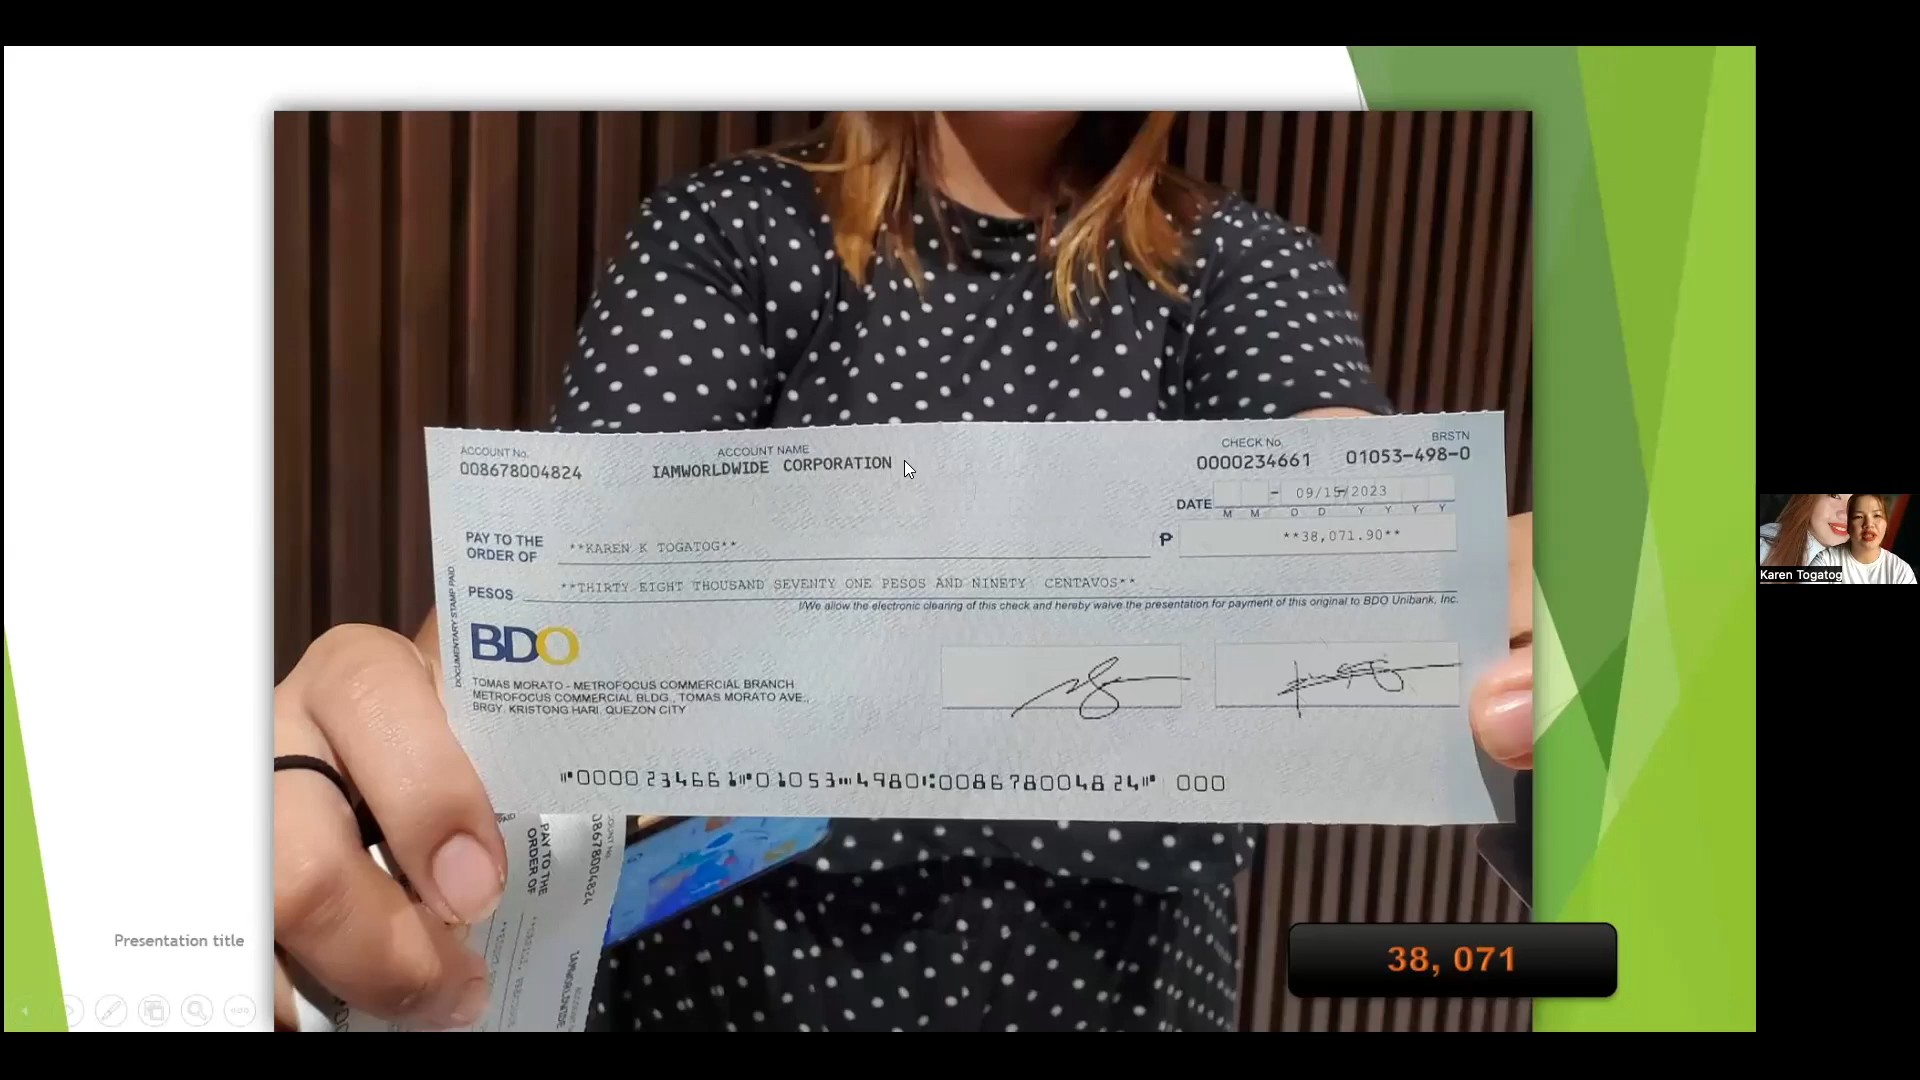 ACCOUNT No.
008678004824
ACCOUNT NAME
IAMWORLDWIDE CORPORATION
CHECK No.
0000234661
BRSTN
01053-498-0
DATE
09/15/2023
M M D D Y Y Y Y
PAY TO THE
ORDER OF
**KAREN K TOGATOG**
₱
**38,071.90**
PESOS
**THIRTY EIGHT THOUSAND SEVENTY ONE PESOS AND NINETY CENTAVOS**
I/We allow the electronic clearing of this check and hereby waive the presentation for payment of this original to BDO Unibank, Inc.
DOCUMENTARY STAMP PAID
BDO
TOMAS MORATO - METROFOCUS COMMERCIAL BRANCH
METROFOCUS COMMERCIAL BLDG., TOMAS MORATO AVE.,
BRGY. KRISTONG HARI, QUEZON CITY
⑈0000234661⑈01053⑉4980⑆008678004824⑈ 000
PAID
PAY TO THE
ORDER OF
008678004824
IAMWORLDWIDE
38, 071
Presentation title
Karen Togatog